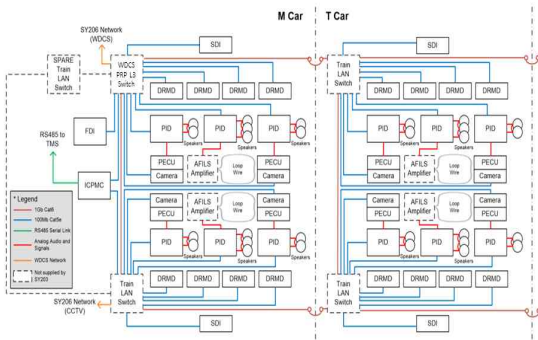 M Car
T Car
SY206 Network
(WDCS)
SDI
SDI
SPARE
Train
LAN
Switch
WDCS
PRP L3
Switch
Train
LAN
Switch
DRMD
DRMD
DRMD
DRMD
DRMD
DRMD
DRMD
DRMD
RS485 to
TMS
FDI
PID
PID
PID
PID
PID
PID
Speakers
Speakers
Speakers
Speakers
Speakers
Speakers
ICPMC
PECU
Camera
AFILS
Amplifier
Loop
Wire
PECU
Camera
PECU
Camera
AFILS
Amplifier
Loop
Wire
PECU
Camera
* Legend
1Gb Cat6
100Mb Cat5e
RS485 Serial Link
Analog Audio and
Signals
WDCS Network
Not supplied by
SY203
Camera
PECU
AFILS
Amplifier
Loop
Wire
Camera
PECU
Camera
PECU
AFILS
Amplifier
Loop
Wire
Camera
PECU
PID
PID
PID
PID
PID
PID
Speakers
Speakers
Speakers
Speakers
Speakers
Speakers
SY206 Network
(CCTV)
Train
LAN
Switch
DRMD
DRMD
DRMD
DRMD
Train
LAN
Switch
DRMD
DRMD
DRMD
DRMD
SDI
SDI